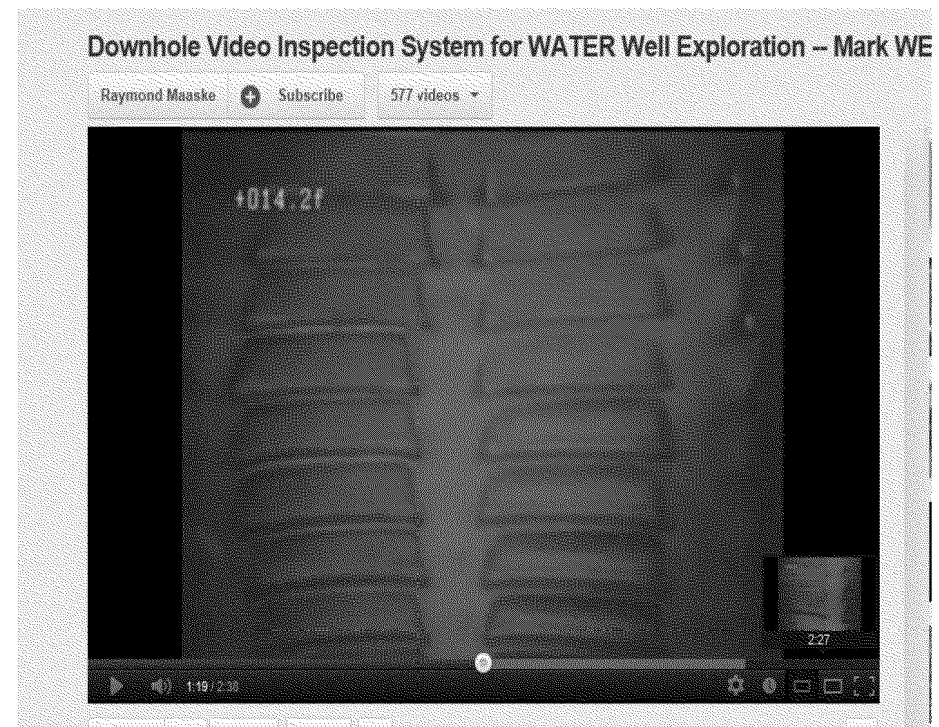 Downhole Video Inspection System for WATER Well Exploration -- Mark WE
Raymond Maaske Subscribe 577 videos
+014.2f
2:27
1:19 / 2:38